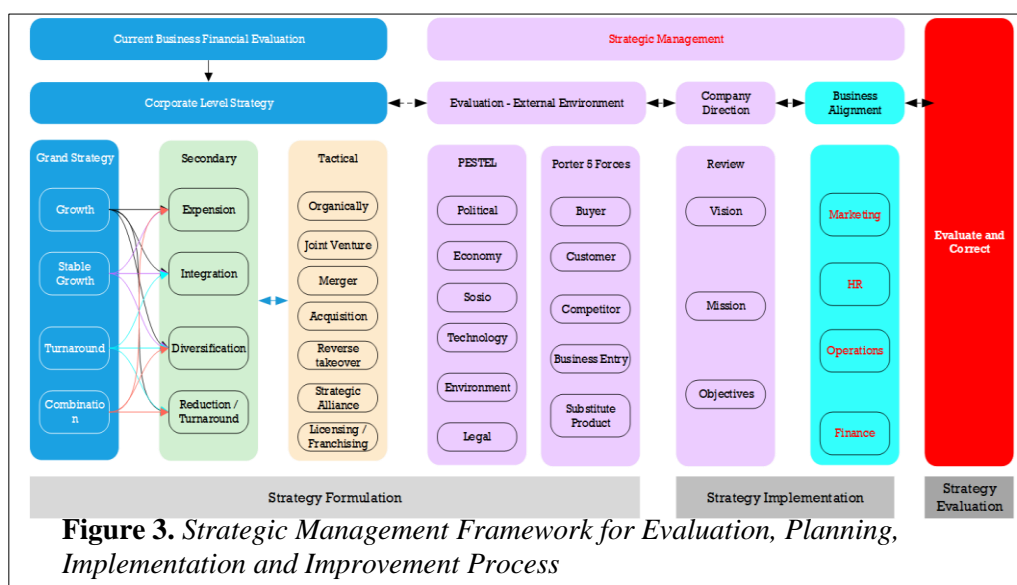 Current Business Financial Evaluation
Strategic Management
Corporate Level Strategy
Evaluation - External Environment
Company
Direction
Business
Alignment
Grand Strategy
Growth
Stable
Growth
Turnaround
Combinatio
n
Secondary
Expension
Integration
Diversification
Reduction /
Turnaround
Tactical
Organically
Joint Venture
Merger
Acquisition
Reverse
takeover
Strategic
Alliance
Licensing /
Franchising
PESTEL
Political
Economy
Sosio
Technology
Environment
Legal
Porter 5 Forces
Buyer
Customer
Competitor
Business Entry
Substitute
Product
Review
Vision
Mission
Objectives
Marketing
HR
Operations
Finance
Evaluate and
Correct
Strategy Formulation
Strategy Implementation
Strategy
Evaluation
Figure 3. Strategic Management Framework for Evaluation, Planning,
Implementation and Improvement Process